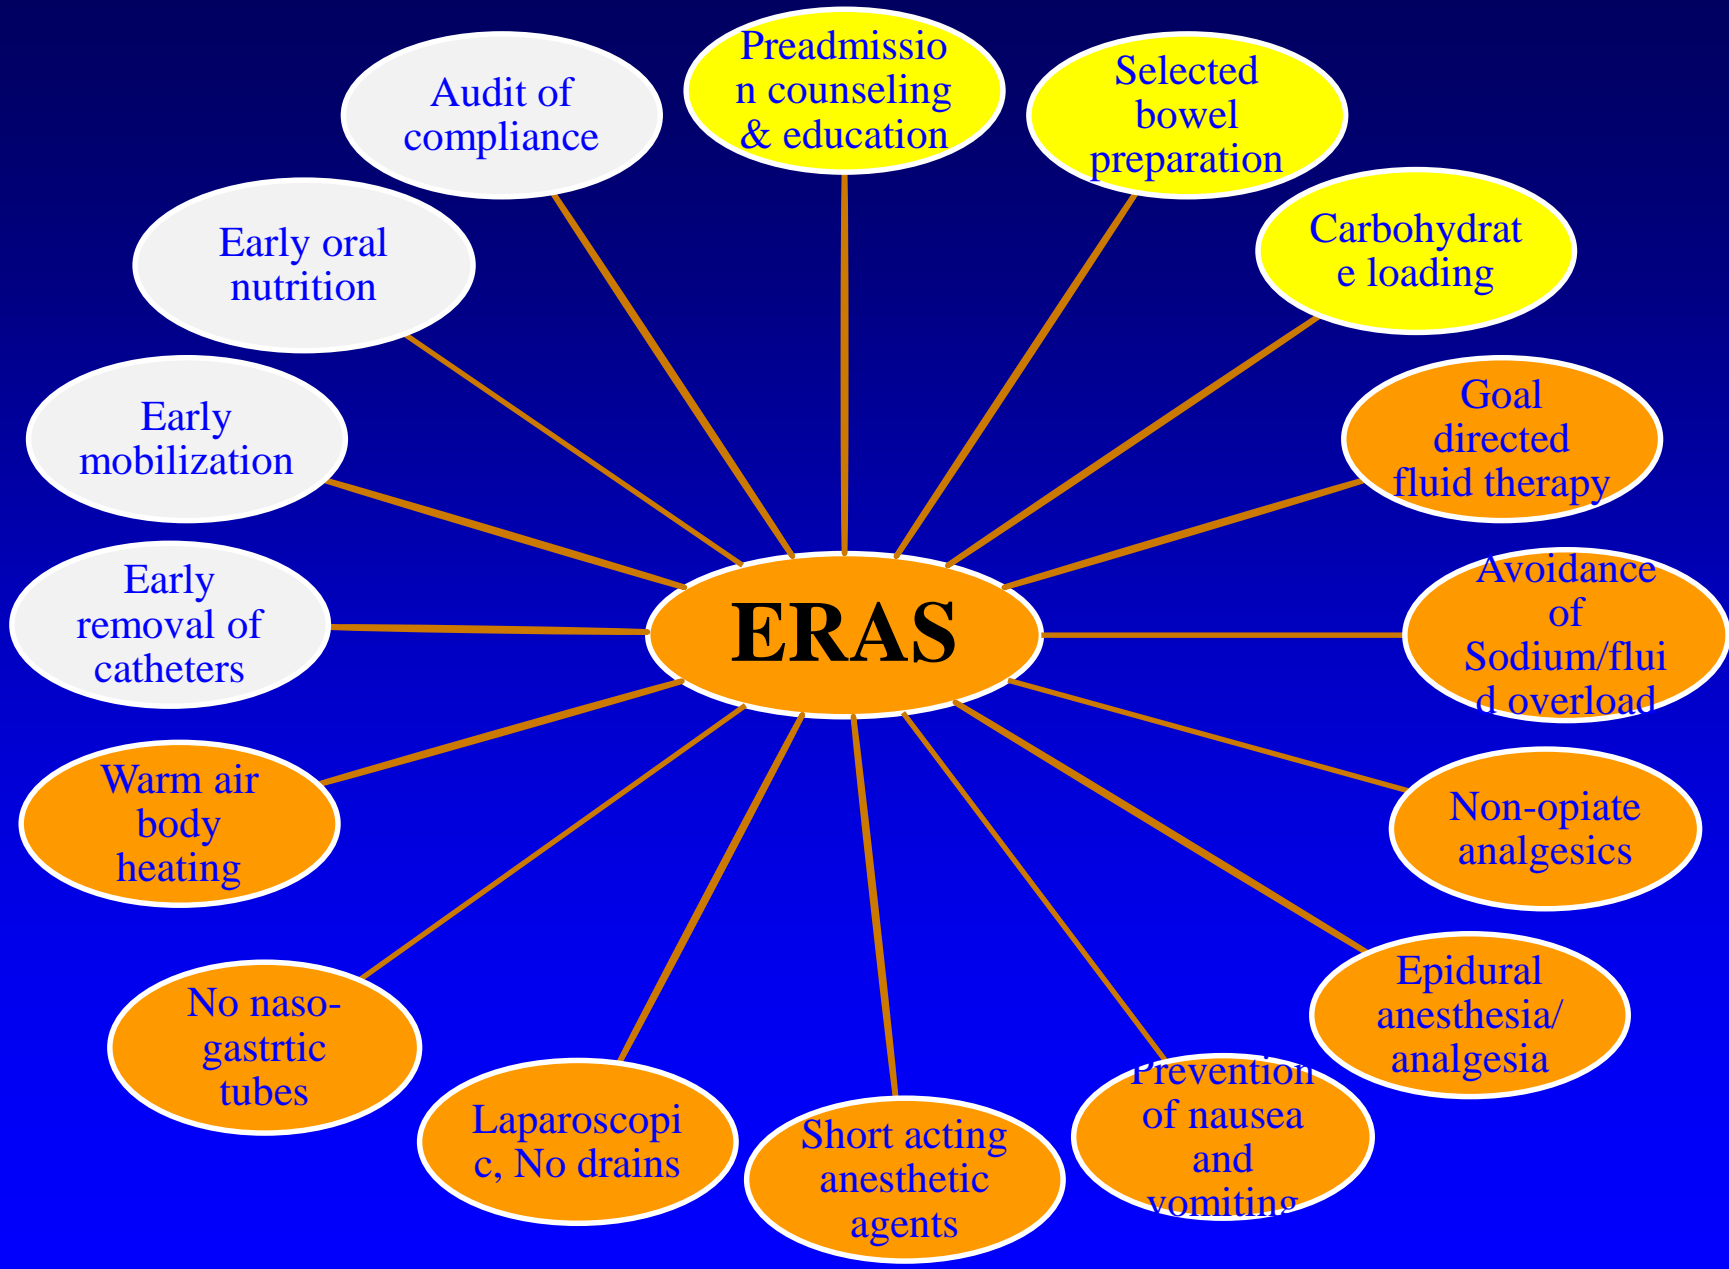 Preadmissio
n counseling
& education
Selected
bowel
preparation
Carbohydrat
e loading
Goal
directed
fluid therapy
Avoidance
of
Sodium/flui
d overload
Non-opiate
analgesics
Epidural
anesthesia/
analgesia
Prevention
of nausea
and
vomiting
Short acting
anesthetic
agents
Laparoscopi
c, No drains
No naso-
gastrtic
tubes
Warm air
body
heating
Early
removal of
catheters
Early
mobilization
Early oral
nutrition
Audit of
compliance
ERAS